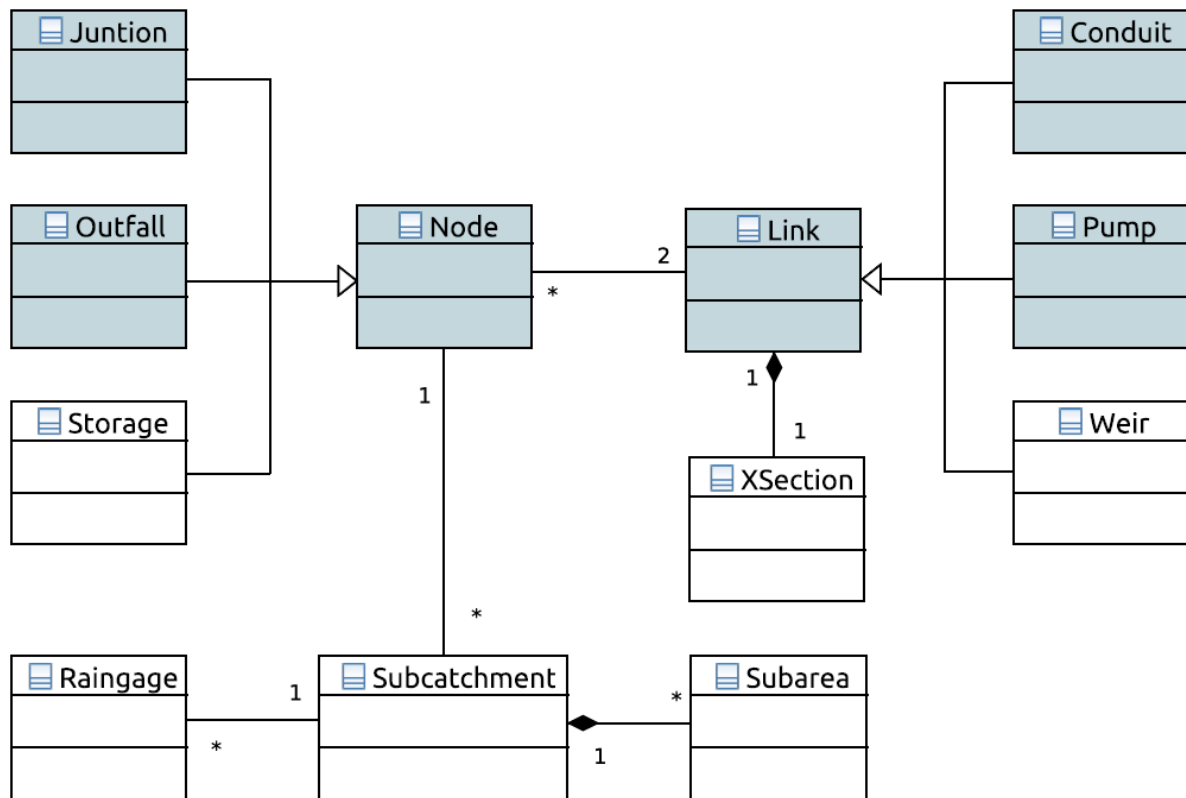 Juntion
Conduit
Outfall
Node
Link
Pump
2
*
1
1
1
Storage
XSection
Weir
*
Raingage
1
Subcatchment
*
Subarea
*
1